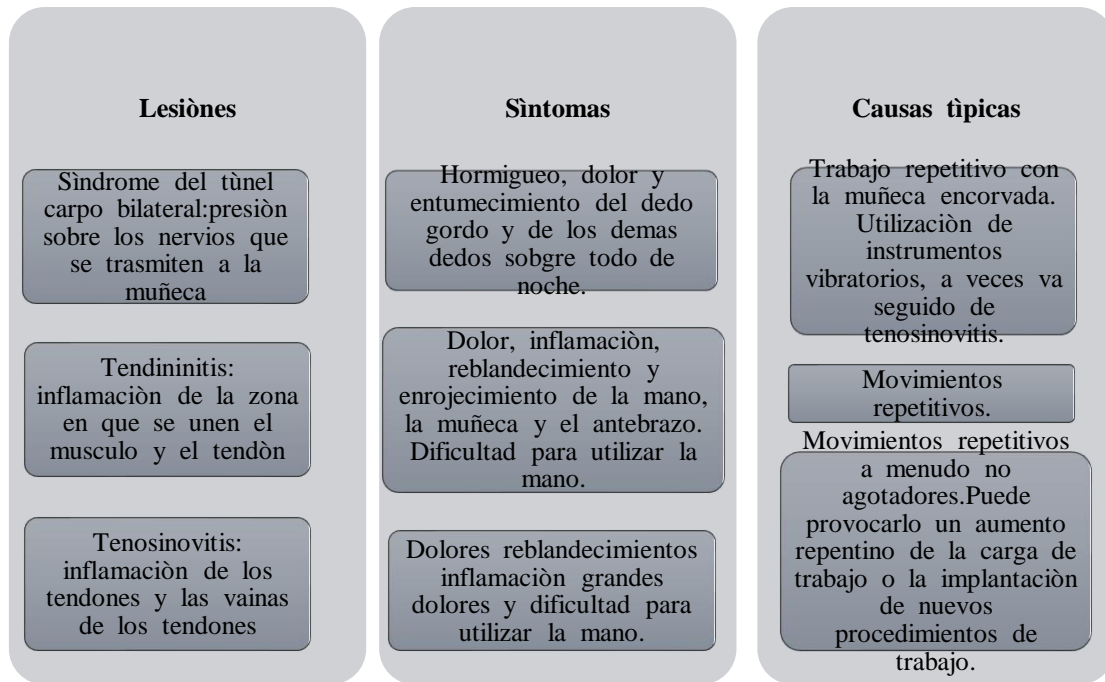 Lesiònes
Sìndrome del tùnel
carpo bilateral:presiòn
sobre los nervios que
se trasmiten a la
muñeca
Tendininitis:
inflamaciòn de la zona
en que se unen el
musculo y el tendòn
Tenosinovitis:
inflamaciòn de los
tendones y las vainas
de los tendones
Sìntomas
Hormigueo, dolor y
entumecimiento del dedo
gordo y de los demas
dedos sobgre todo de
noche.
Dolor, inflamaciòn,
reblandecimiento y
enrojecimiento de la mano,
la muñeca y el antebrazo.
Dificultad para utilizar la
mano.
Dolores reblandecimientos
inflamaciòn grandes
dolores y dificultad para
utilizar la mano.
Causas tìpicas
Trabajo repetitivo con
la muñeca encorvada.
Utilizaciòn de
instrumentos
vibratorios, a veces va
seguido de
tenosinovitis.
Movimientos
repetitivos.
Movimientos repetitivos
a menudo no
agotadores.Puede
provocarlo un aumento
repentino de la carga de
trabajo o la implantaciòn
de nuevos
procedimientos de
trabajo.